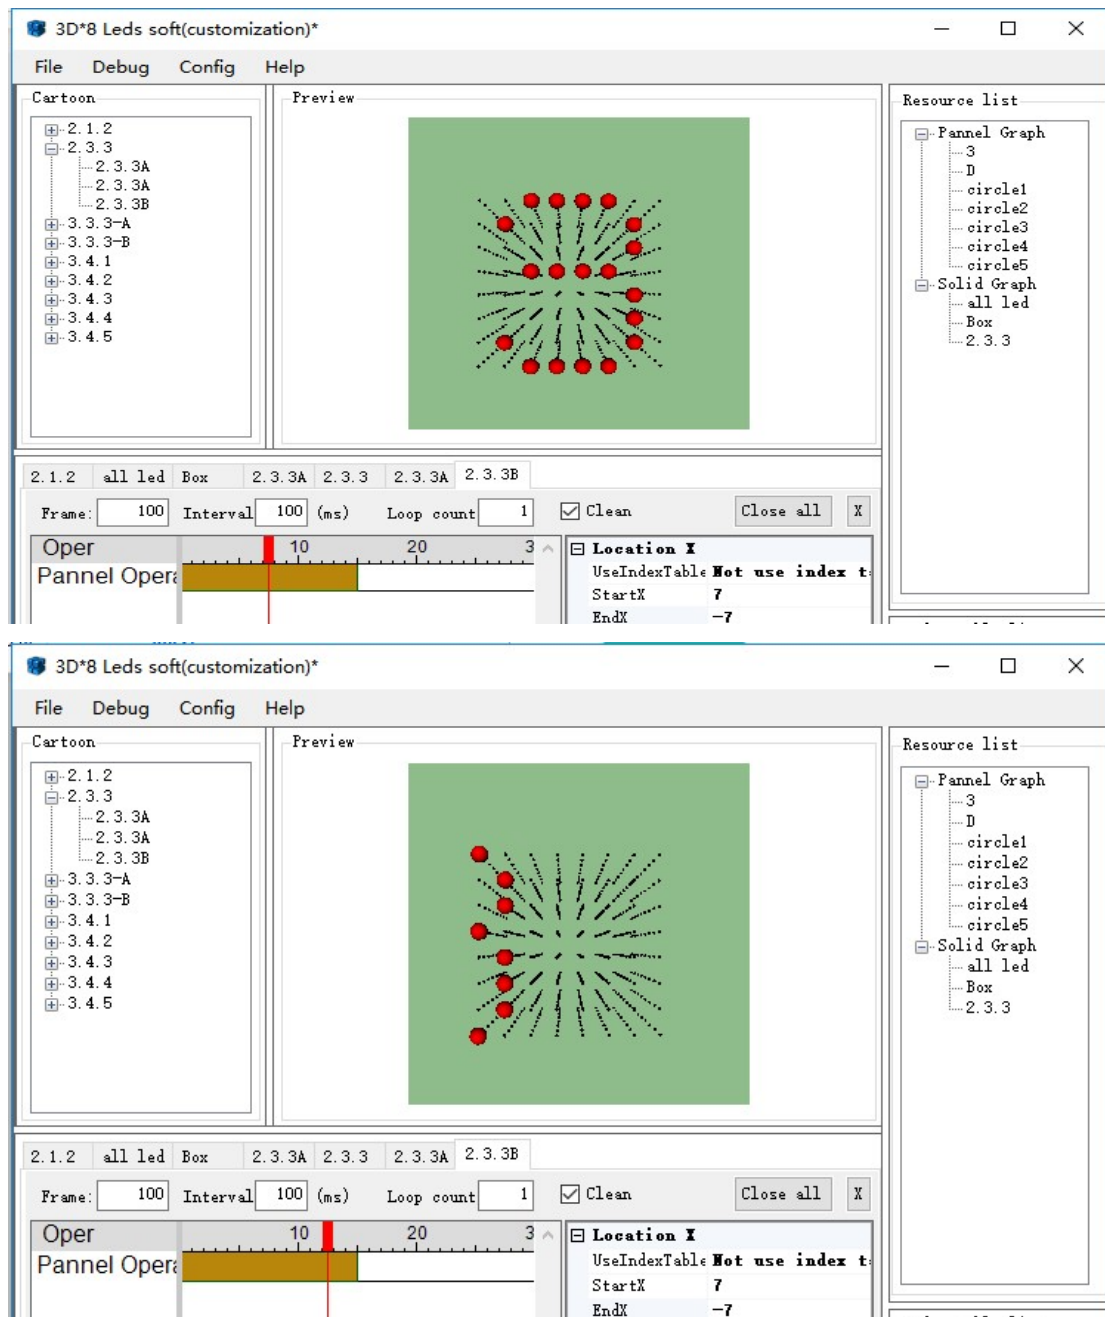 3D*8 Leds soft(customization)*
File Debug Config Help
Cartoon
2.1.2
2.3.3
2.3.3A
2.3.3A
2.3.3B
3.3.3-A
3.3.3-B
3.4.1
3.4.2
3.4.3
3.4.4
3.4.5
Preview
Resource list
Pannel Graph
3
D
circle1
circle2
circle3
circle4
circle5
Solid Graph
all led
Box
2.3.3
2.1.2 all led Box 2.3.3A 2.3.3 2.3.3A 2.3.3B
Frame: 100 Interval 100 (ms) Loop count 1 Clean Close all X
Oper 10 20 3
Pannel Opera
Location X
UseIndexTable Not use index t
StartX 7
EndX -7
3D*8 Leds soft(customization)*
File Debug Config Help
Cartoon
2.1.2
2.3.3
2.3.3A
2.3.3A
2.3.3B
3.3.3-A
3.3.3-B
3.4.1
3.4.2
3.4.3
3.4.4
3.4.5
Preview
Resource list
Pannel Graph
3
D
circle1
circle2
circle3
circle4
circle5
Solid Graph
all led
Box
2.3.3
2.1.2 all led Box 2.3.3A 2.3.3 2.3.3A 2.3.3B
Frame: 100 Interval 100 (ms) Loop count 1 Clean Close all X
Oper 10 20 3
Pannel Opera
Location X
UseIndexTable Not use index t
StartX 7
EndX -7